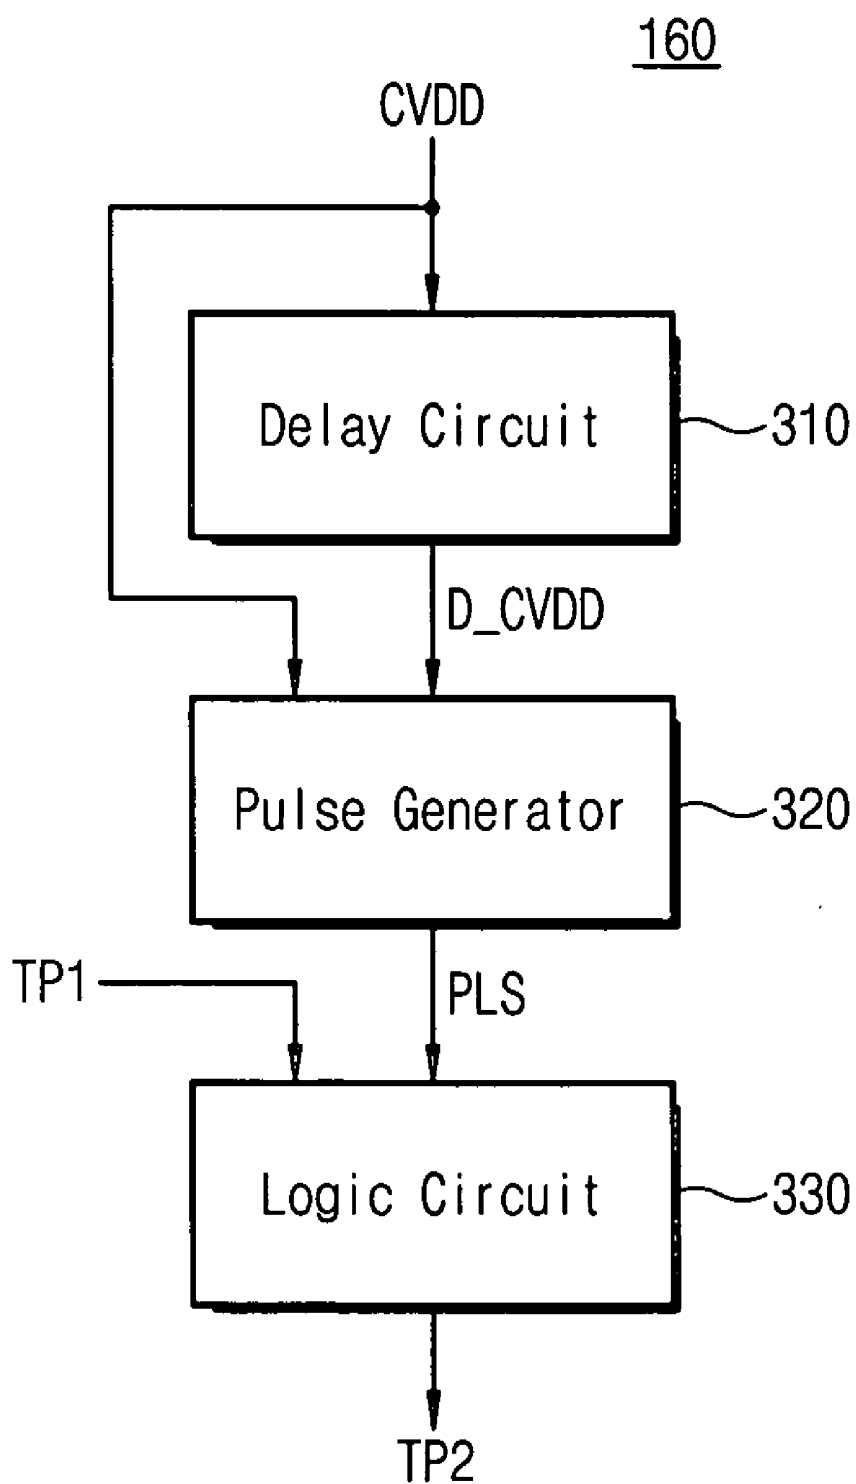 160
CVDD
Delay Circuit
310
D_CVDD
Pulse Generator
320
TP1
PLS
Logic Circuit
330
TP2